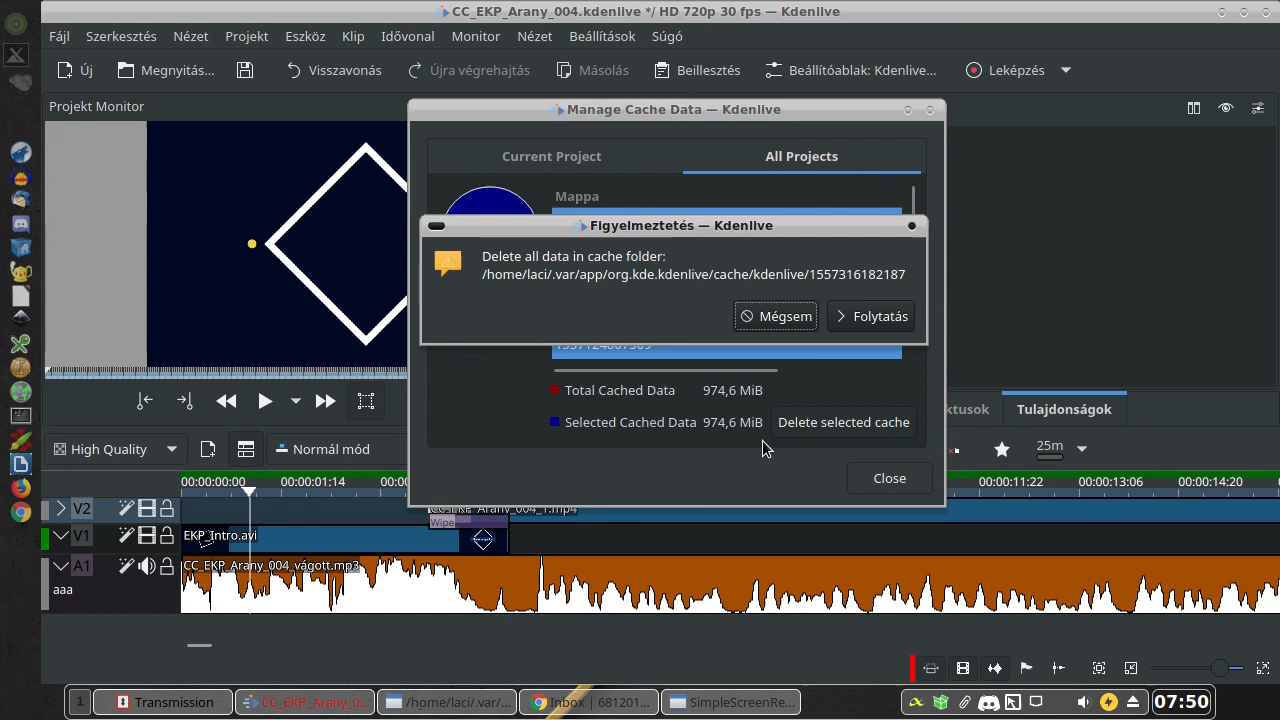 CC_EKP_Arany_004.kdenlive */ HD 720p 30 fps — Kdenlive
Fájl Szerkesztés Nézet Projekt Eszköz Klip Idővonal Monitor Nézet Beállítások Súgó
Új Megnyitás... Visszavonás Újra végrehajtás Másolás Beillesztés Beállítóablak: Kdenlive... Leképzés
Projekt Monitor
Manage Cache Data — Kdenlive
Current Project All Projects
Mappa
Figyelmeztetés — Kdenlive
Delete all data in cache folder:
/home/laci/.var/app/org.kde.kdenlive/cache/kdenlive/1557316182187
Mégsem Folytatás
Total Cached Data 974,6 MiB
Selected Cached Data 974,6 MiB Delete selected cache
Close
Tulajdonságok
High Quality Normál mód 25m
00:00:00:00 00:00:01:14 00:00:11:22 00:00:13:06 00:00:14:20
V2
Wipe
V1 EKP_Intro.avi
A1 CC_EKP_Arany_004_vágott.mp3
aaa
1 Transmission CC_EKP_Arany_0... /home/laci/.var/... Inbox | 681201... SimpleScreenRe... 07:50